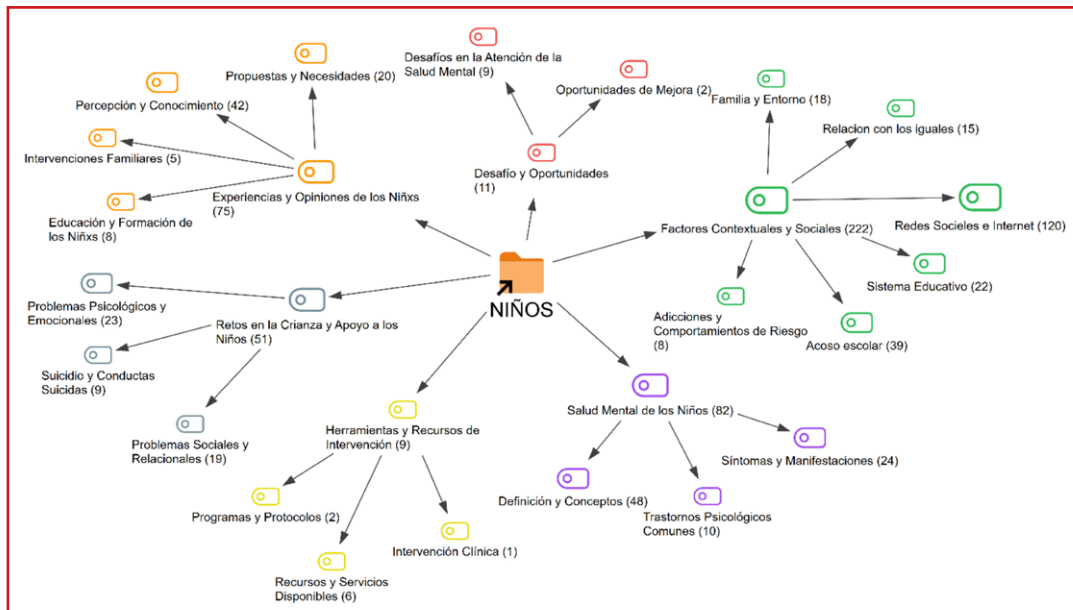 Desafíos en la Atención de la
Salud Mental (9)
Propuestas y Necesidades (20)
Oportunidades de Mejora (2)
Familia y Entorno (18)
Percepción y Conocimiento (42)
Relacion con los Iguales (15)
Intervenciones Familiares (5)
Desafío y Oportunidades
(11)
Experiencias y Opiniones de los Niñxs
(75)
Educación y Formación de
los Niñxs (8)
Factores Contextuales y Sociales (222)
Redes Sociales e Internet (120)
Sistema Educativo (22)
NIÑOS
Problemas Psicológicos y
Emocionales (23)
Retos en la Crianza y Apoyo a los
Niños (51)
Adicciones y
Comportamientos de Riesgo
(8)
Acoso escolar (39)
Suicidio y Conductas
Suicidas (9)
Salud Mental de los Niños (82)
Herramientas y Recursos de
Intervención (9)
Problemas Sociales y
Relacionales (19)
Síntomas y Manifestaciones (24)
Definición y Conceptos (48)
Trastornos Psicológicos
Comunes (10)
Programas y Protocolos (2)
Intervención Clínica (1)
Recursos y Servicios
Disponibles (6)